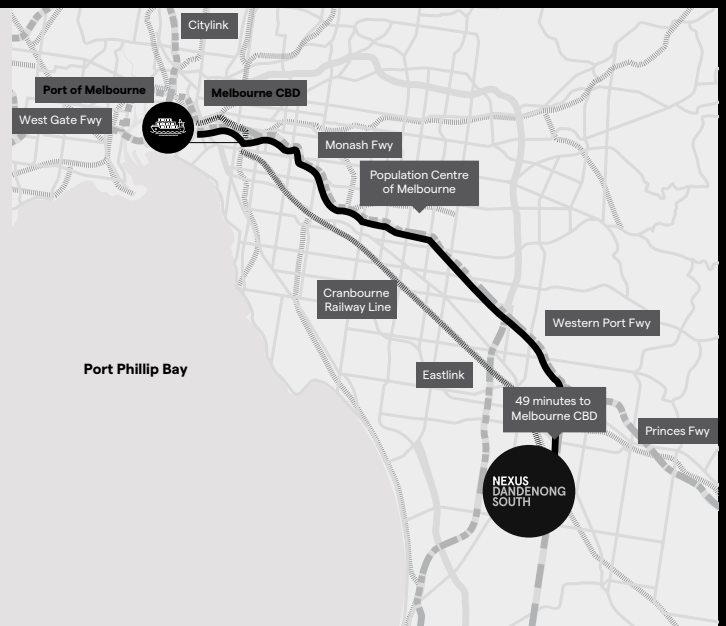 Citylink
Port of Melbourne
Melbourne CBD
West Gate Fwy
Monash Fwy
Population Centre
of Melbourne
Cranbourne
Railway Line
Western Port Fwy
Port Phillip Bay
Eastlink
49 minutes to
Melbourne CBD
Princes Fwy
NEXUS
DANDENONG
SOUTH